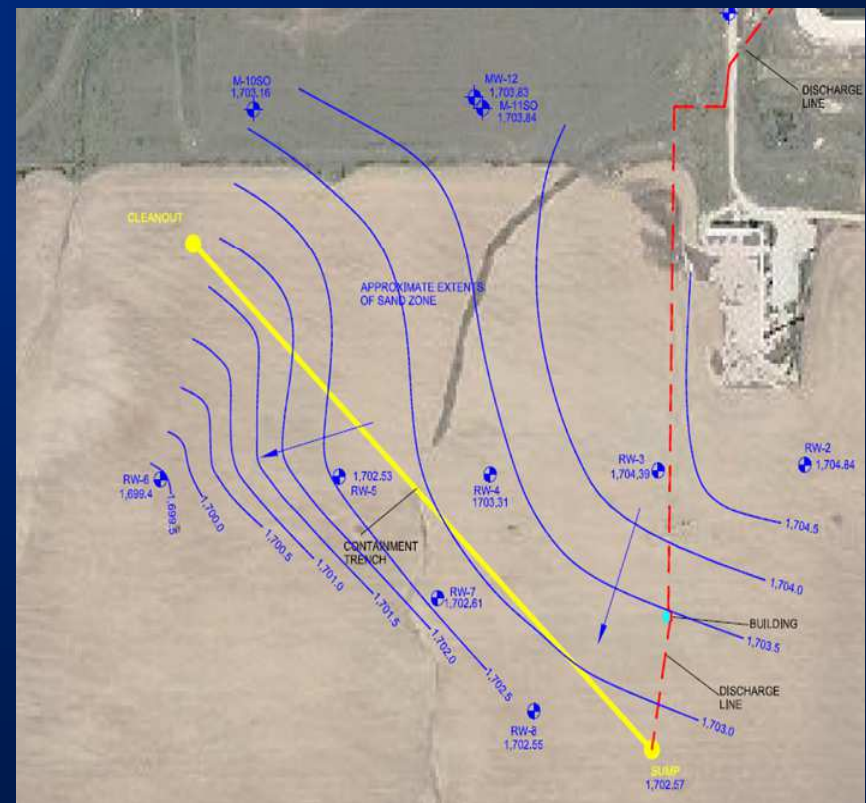 M-10SO
1,703.16
MW-12
1,703.83
M-11SO
1,703.84
DISCHARGE
LINE
CLEANOUT
APPROXIMATE EXTENTS
OF SAND ZONE
RW-6
1,699.4
1,702.53
RW-5
RW-4
1703.31
RW-3
1,704.39
RW-2
1,704.84
1,699.5
1,700.0
1,700.5
1,701.0
1,701.5
1,702.0
1,702.5
1,703.0
1,703.5
1,704.0
1,704.5
CONTAINMENT
TRENCH
RW-7
1,702.61
BUILDING
DISCHARGE
LINE
RW-8
1,702.55
SUMP
1,702.57